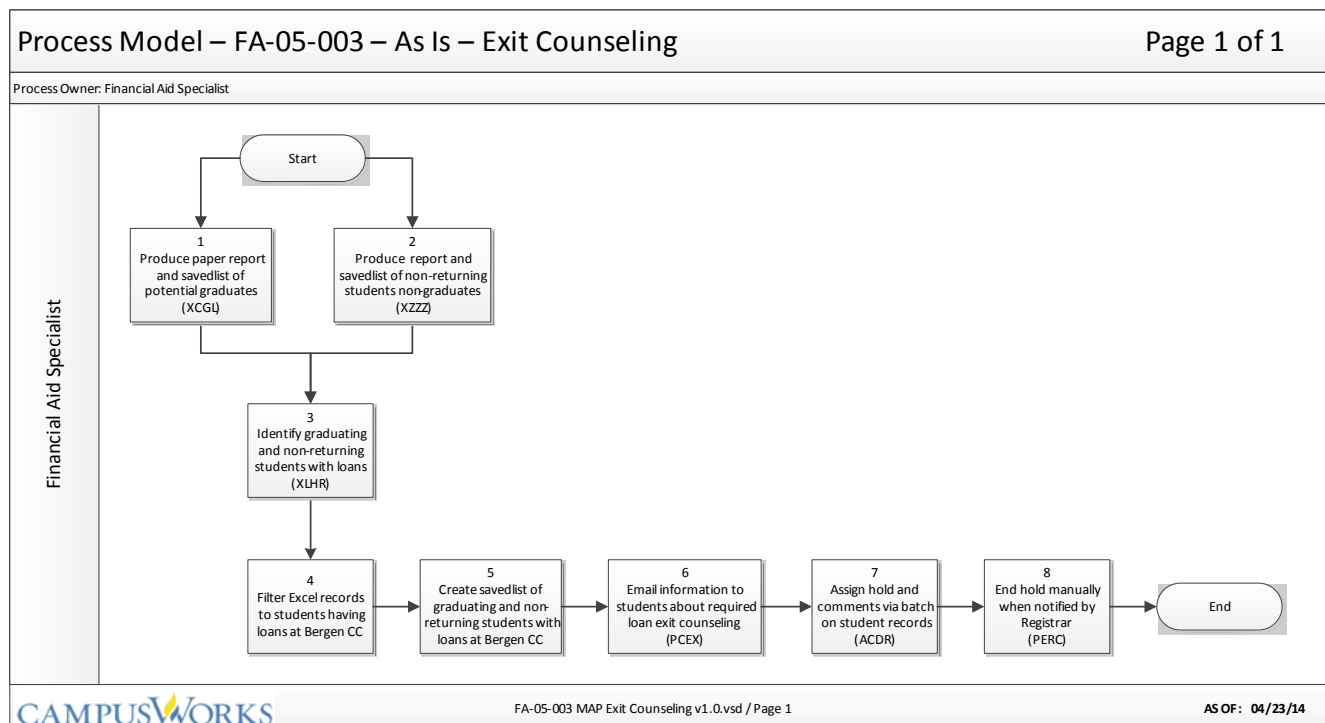 Process Model – FA-05-003 – As Is – Exit Counseling
Page 1 of 1
Process Owner: Financial Aid Specialist
Financial Aid Specialist
Start
1
Produce paper report
and savedlist of
potential graduates
(XCGL)
2
Produce report and
savedlist of non-returning
students non-graduates
(XZZZ)
3
Identify graduating
and non-returning
students with loans
(XLHR)
4
Filter Excel records
to students having
loans at Bergen CC
5
Create savedlist of
graduating and non-
returning students with
loans at Bergen CC
6
Email information to
students about required
loan exit counseling
(PCEX)
7
Assign hold and
comments via batch
on student records
(ACDR)
8
End hold manually
when notified by
Registrar
(PERC)
End
CAMPUSWORKS
FA-05-003 MAP Exit Counseling v1.0.vsd / Page 1
AS OF: 04/23/14